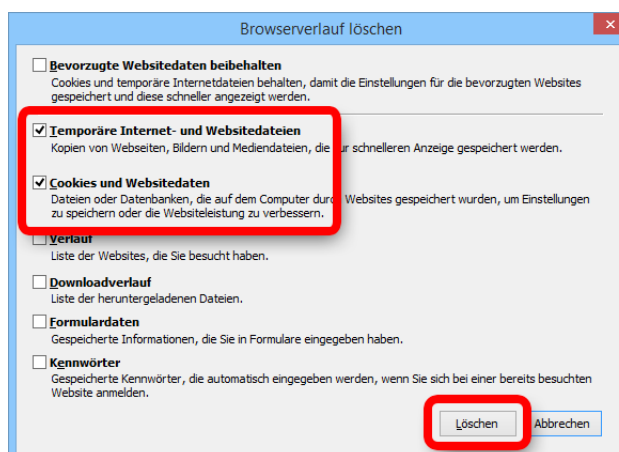 Browserverlauf löschen
Bevorzugte Websitedaten beibehalten
Cookies und temporäre Internetdateien behalten, damit die Einstellungen für die bevorzugten Websites
gespeichert und diese schneller angezeigt werden.
Temporäre Internet- und Websitedateien
Kopien von Webseiten, Bildern und Mediendateien, die zur schnelleren Anzeige gespeichert werden.
Cookies und Websitedaten
Dateien oder Datenbanken, die auf dem Computer durch Websites gespeichert wurden, um Einstellungen
zu speichern oder die Websiteleistung zu verbessern.
Verlauf
Liste der Websites, die Sie besucht haben.
Downloadverlauf
Liste der heruntergeladenen Dateien.
Formulardaten
Gespeicherte Informationen, die Sie in Formulare eingegeben haben.
Kennwörter
Gespeicherte Kennwörter, die automatisch eingegeben werden, wenn Sie sich bei einer bereits besuchten
Website anmelden.
Löschen Abbrechen